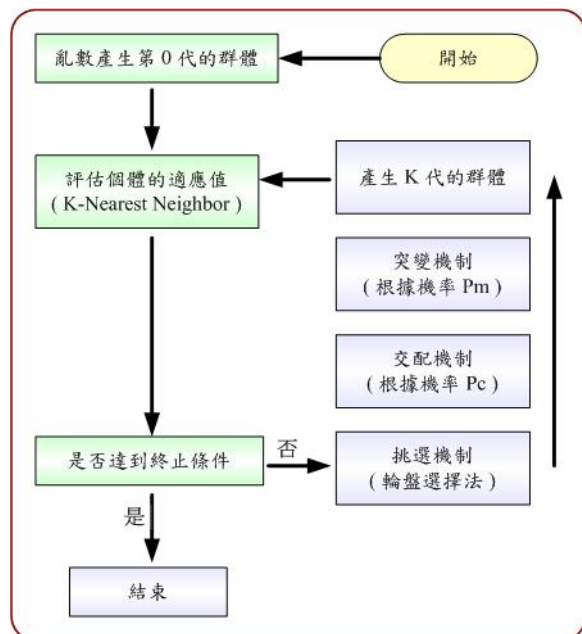 開始
亂數產生第 0 代的群體
評估個體的適應值
( K-Nearest Neighbor )
產生 K 代的群體
突變機制
( 根據機率 Pm )
交配機制
( 根據機率 Pc )
挑選機制
( 輪盤選擇法 )
是否達到終止條件
否
是
結束